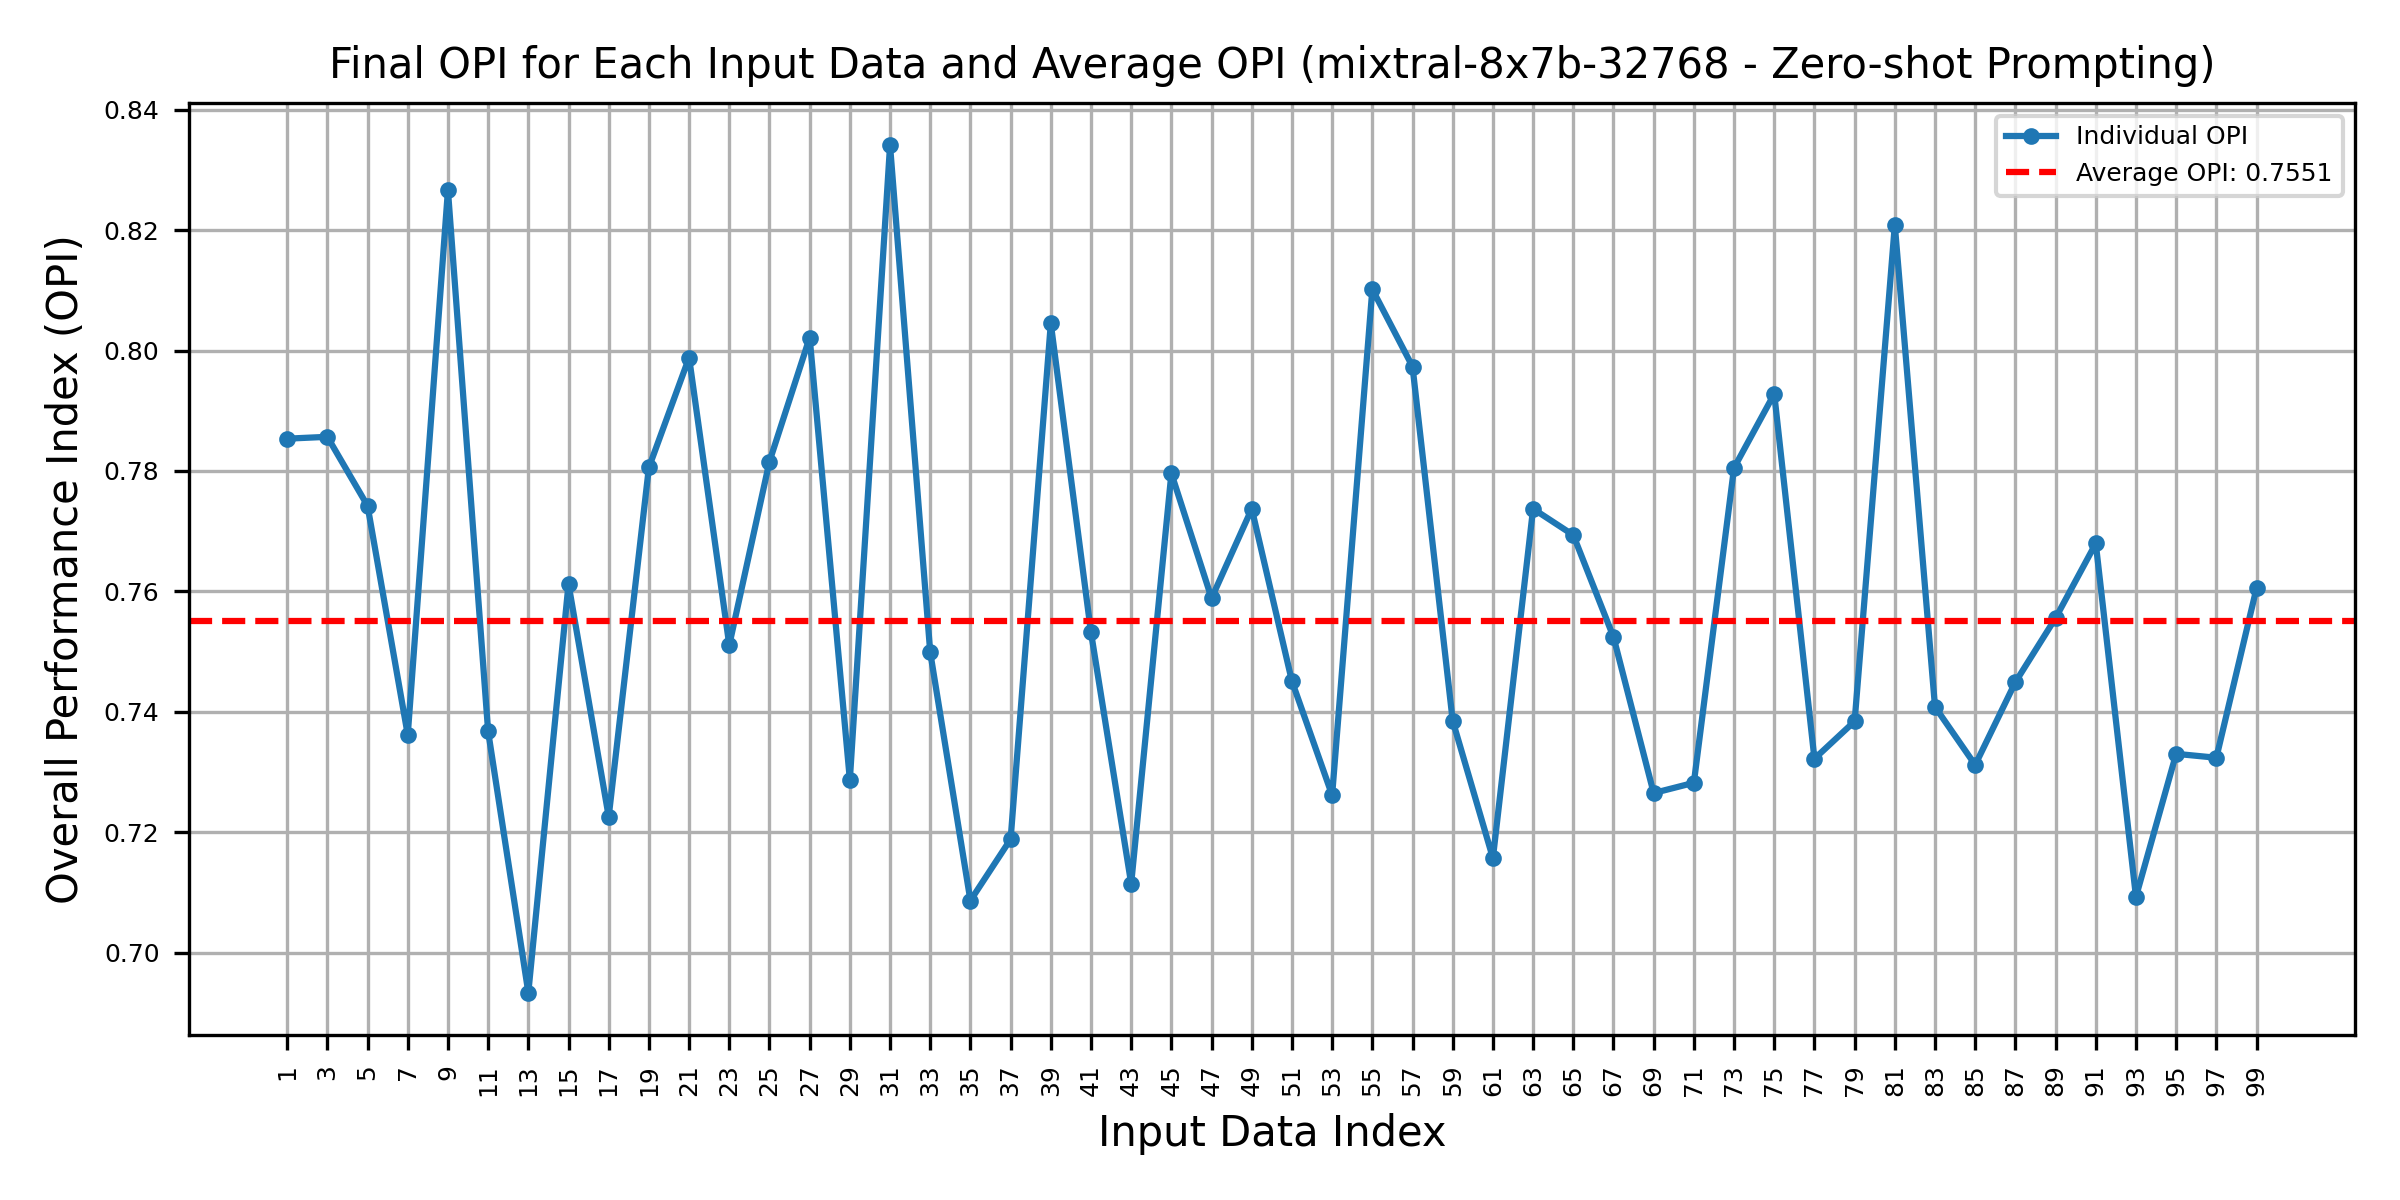 Final OPI for Each Input Data and Average OPI (mixtral-8x7b-32768 - Zero-shot Prompting)
Individual OPI
Average OPI: 0.7551
Overall Performance Index (OPI)
0.84
0.82
0.80
0.78
0.76
0.74
0.72
0.70
1 3 5 7 9 11 13 15 17 19 21 23 25 27 29 31 33 35 37 39 41 43 45 47 49 51 53 55 57 59 61 63 65 67 69 71 73 75 77 79 81 83 85 87 89 91 93 95 97 99
Input Data Index